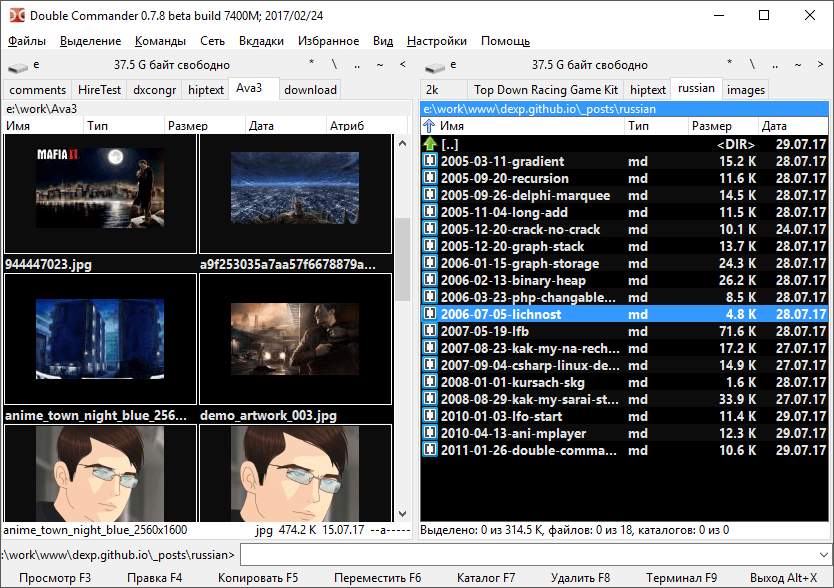 Double Commander 0.7.8 beta build 7400M; 2017/02/24
Файлы Выделение Команды Сеть Вкладки Избранное Вид Настройки Помощь
e 37.5 G байт свободно * \ .. ~ <
e 37.5 G байт свободно * \ .. ~ >
comments HireTest dxcongr hiptext Ava3 download
2k Top Down Racing Game Kit hiptext russian images
e:\work\Ava3
Имя Тип Размер Дата Атриб
MAFIA II
944447023.jpg a9f253035a7aa57f6678879a...
anime_town_night_blue_256... demo_artwork_003.jpg
anime_town_night_blue_2560x1600 jpg 474.2 K 15.07.17 --a-----
e:\work\www\dexp.github.io\_posts\russian
Имя Тип Размер Дата
[..] <DIR> 29.07.17
2005-03-11-gradient md 15.2 K 28.07.17
2005-09-20-recursion md 11.6 K 28.07.17
2005-09-26-delphi-marquee md 14.5 K 28.07.17
2005-11-04-long-add md 11.5 K 28.07.17
2005-12-20-crack-no-crack md 10.1 K 24.07.17
2005-12-20-graph-stack md 13.7 K 28.07.17
2006-01-15-graph-storage md 24.3 K 28.07.17
2006-02-13-binary-heap md 26.2 K 28.07.17
2006-03-23-php-changable... md 8.5 K 28.07.17
2006-07-05-lichnost md 4.8 K 28.07.17
2007-05-19-lfb md 71.6 K 28.07.17
2007-08-23-kak-my-na-rech... md 17.2 K 27.07.17
2007-09-04-csharp-linux-de... md 14.9 K 27.07.17
2008-01-01-kursach-skg md 1.6 K 28.07.17
2008-08-29-kak-my-sarai-st... md 33.9 K 27.07.17
2010-01-03-lfo-start md 11.4 K 29.07.17
2010-04-13-ani-mplayer md 12.3 K 29.07.17
2011-01-26-double-comma... md 10.6 K 29.07.17
Выделено: 0 из 314.5 K, файлов: 0 из 18, каталогов: 0 из 0
:\work\www\dexp.github.io\_posts\russian>
Просмотр F3 Правка F4 Копировать F5 Переместить F6 Каталог F7 Удалить F8 Терминал F9 Выход Alt+X